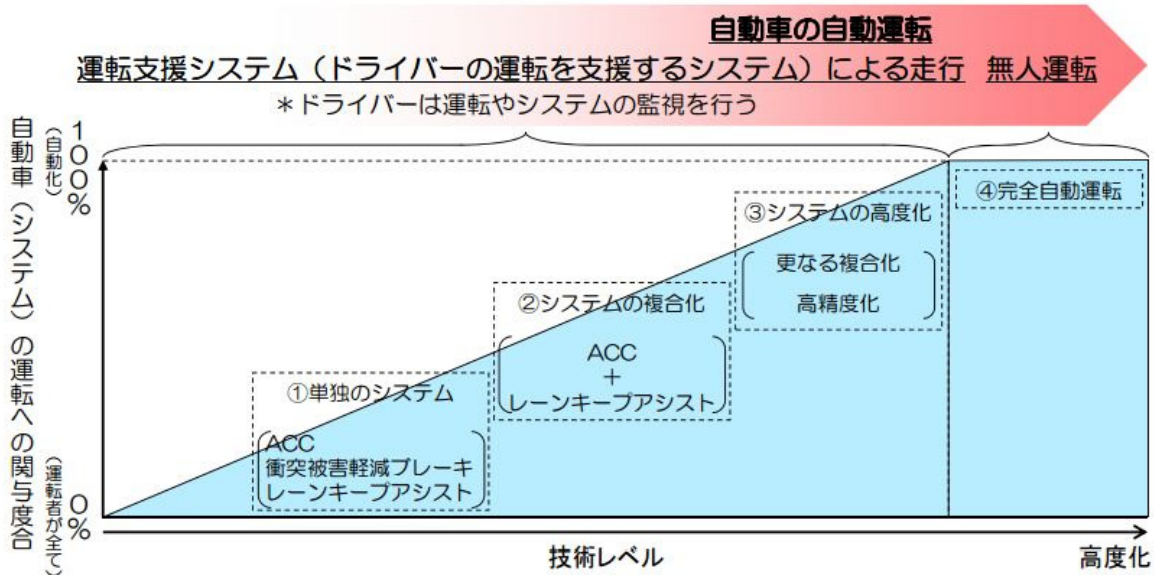 自動車の自動運転
運転支援システム（ドライバーの運転を支援するシステム）による走行 無人運転
＊ドライバーは運転やシステムの監視を行う
自動車（システム）の運転への関与度合
（自動化）
100%
④完全自動運転
③システムの高度化
更なる複合化
高精度化
②システムの複合化
ACC
+
レーンキープアシスト
①単独のシステム
ACC
衝突被害軽減ブレーキ
レーンキープアシスト
（運転者が全て）
0%
技術レベル
高度化